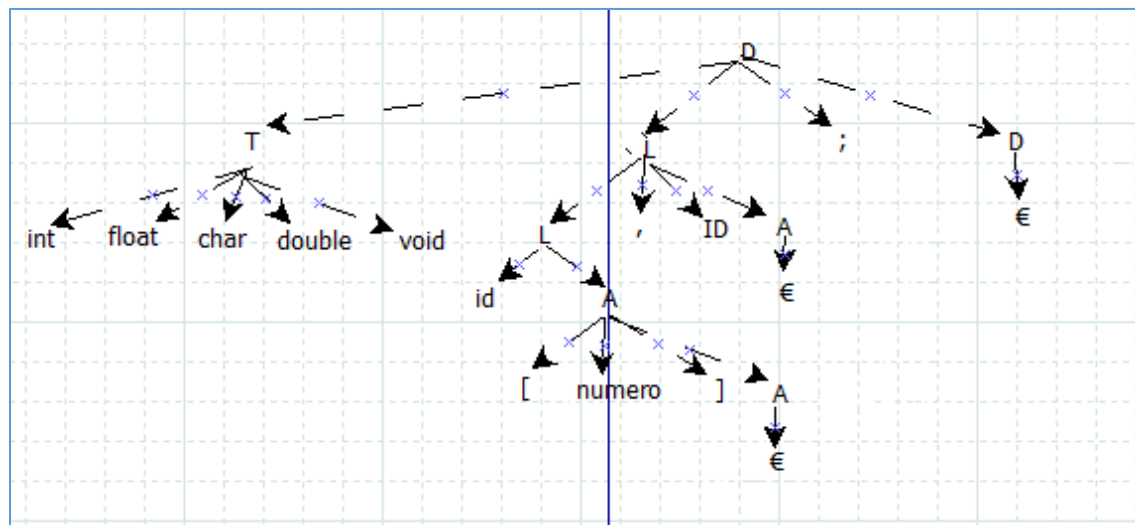 D
T
L
;
D
int
float
char
double
void
L
,
ID
A
€
id
A
€
[
numero
]
A
€